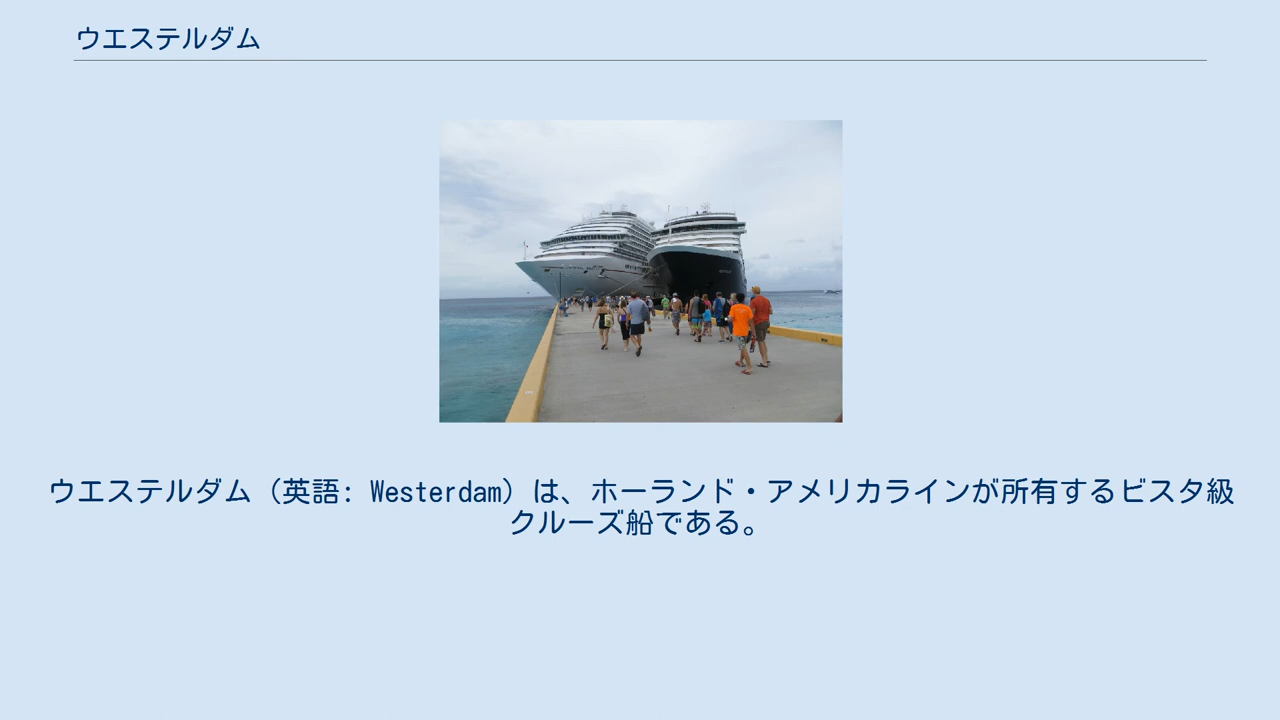 ウエステルダム
ウエステルダム（英語: Westerdam）は、ホーランド・アメリカラインが所有するビスタ級
クルーズ船である。